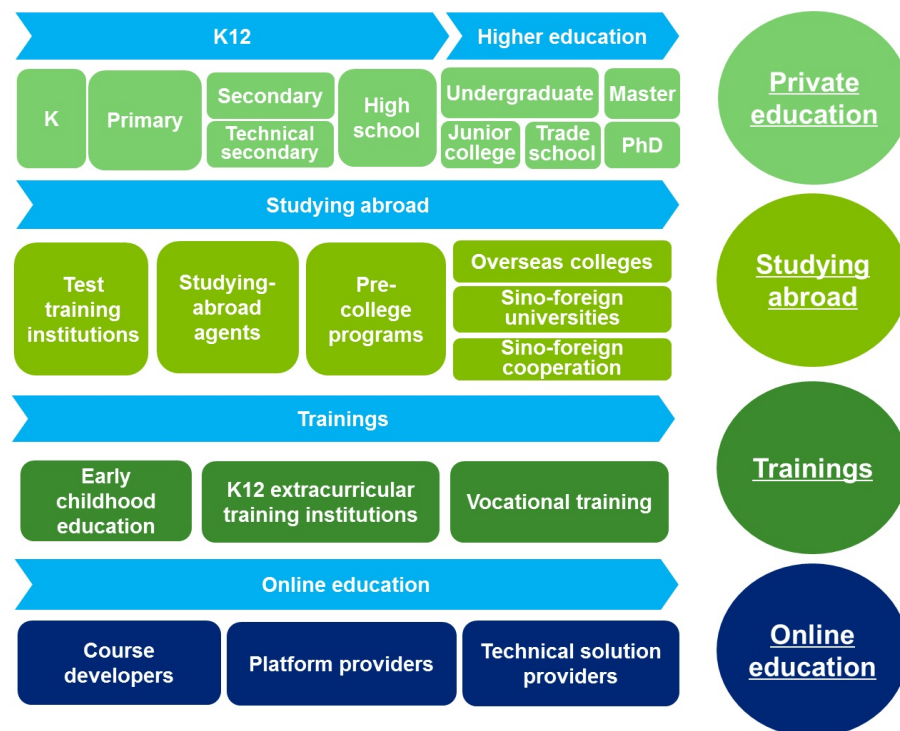 K12
Higher education
K
Primary
Secondary
Technical
secondary
High
school
Undergraduate
Master
Junior
college
Trade
school
PhD
Private
education
Studying abroad
Test
training
institutions
Studying-
abroad
agents
Pre-
college
programs
Overseas colleges
Sino-foreign
universities
Sino-foreign
cooperation
Studying
abroad
Trainings
Early
childhood
education
K12 extracurricular
training institutions
Vocational training
Trainings
Online education
Course
developers
Platform providers
Technical solution
providers
Online
education